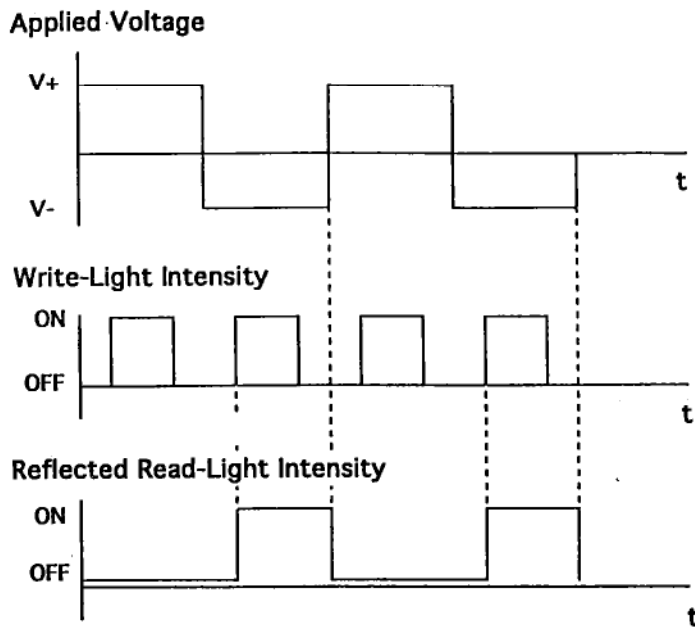 Applied Voltage
V+
t
V-
Write-Light Intensity
ON
OFF
t
Reflected Read-Light Intensity
ON
OFF
t